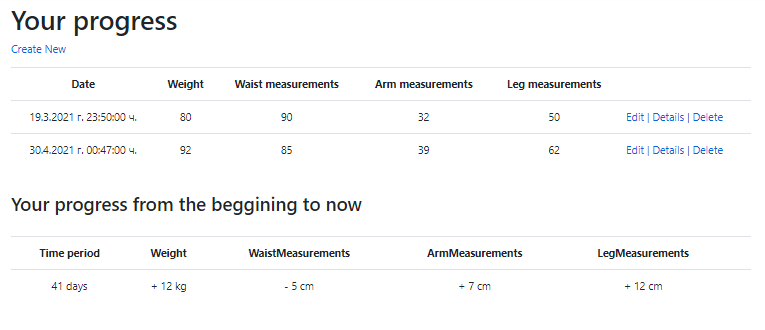 Your progress
Create New
Date Weight Waist measurements Arm measurements Leg measurements
19.3.2021 г. 23:50:00 ч. 80 90 32 50 Edit | Details | Delete
30.4.2021 г. 00:47:00 ч. 92 85 39 62 Edit | Details | Delete
Your progress from the beggining to now
Time period Weight WaistMeasurements ArmMeasurements LegMeasurements
41 days + 12 kg - 5 cm + 7 cm + 12 cm